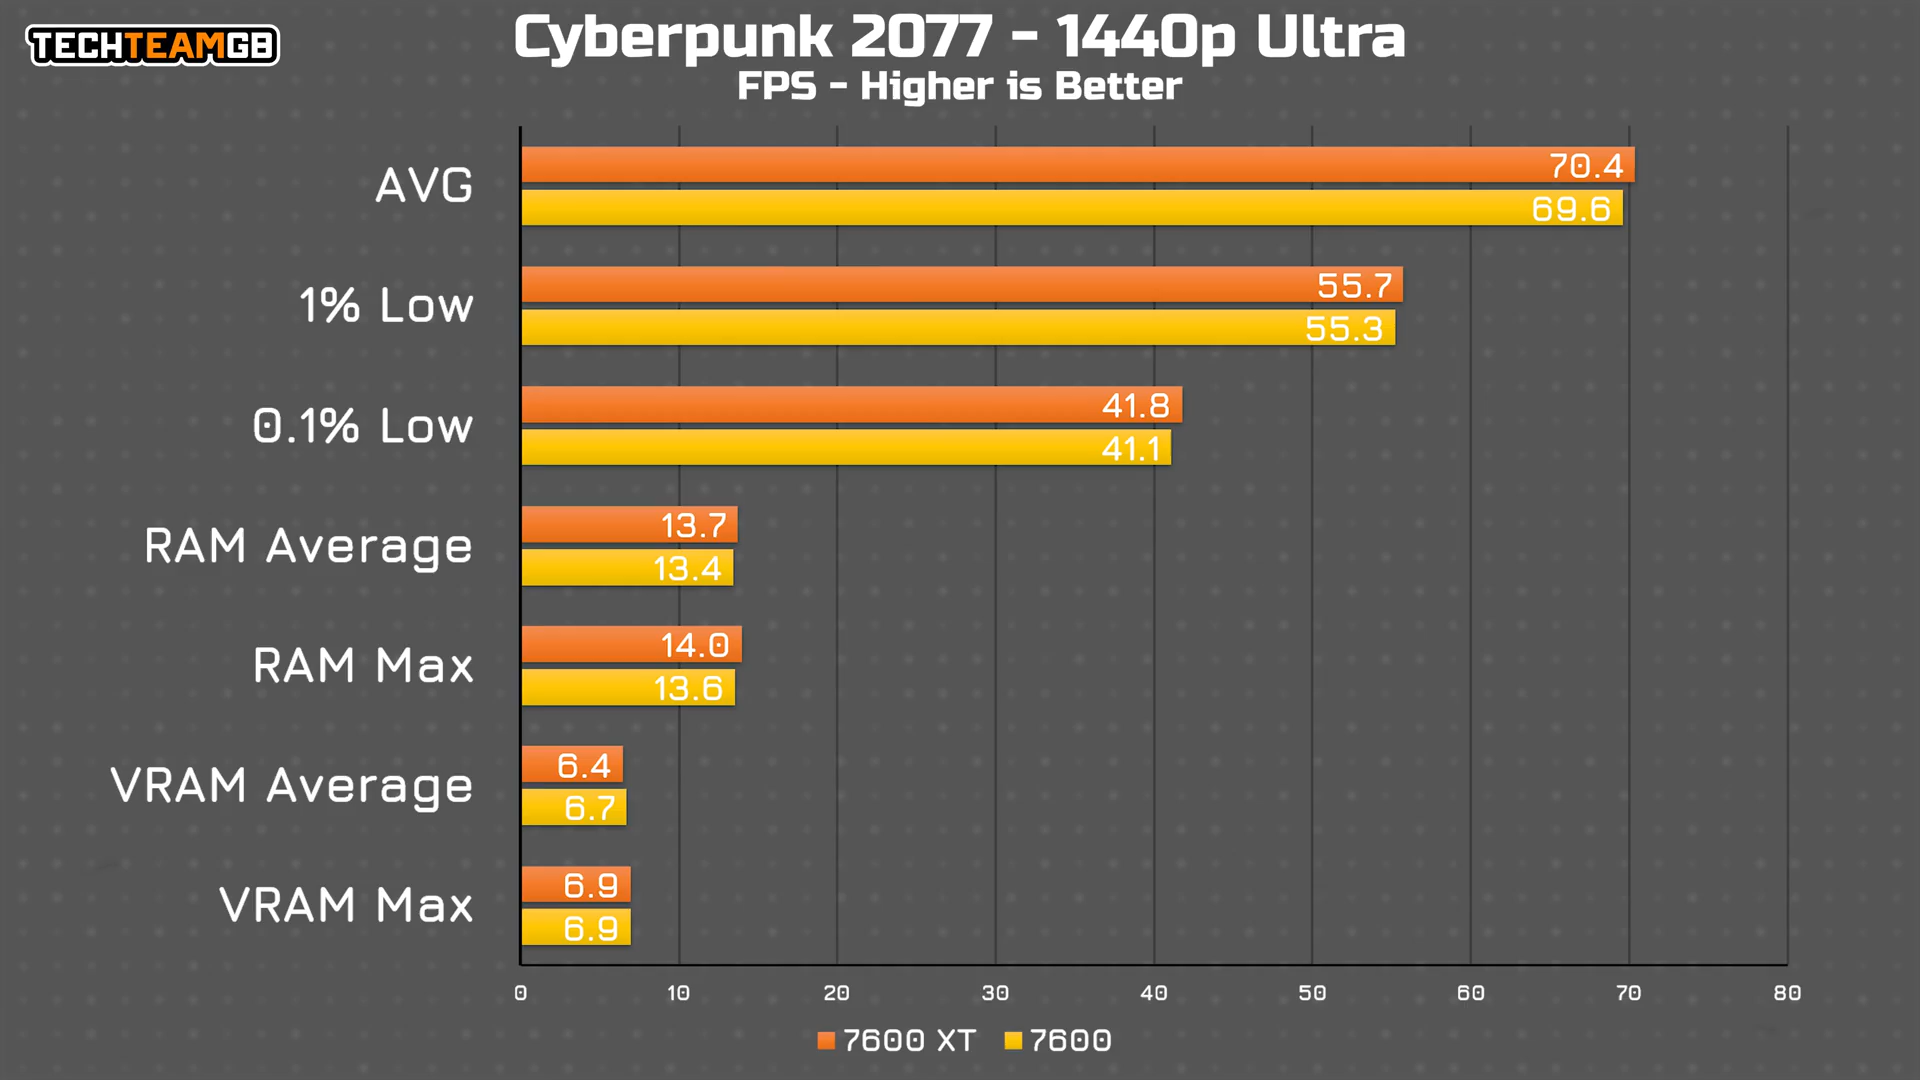 TECHTEAMGB
Cyberpunk 2077 - 1440p Ultra
FPS - Higher is Better
AVG
70.4
69.6
1% Low
55.7
55.3
0.1% Low
41.8
41.1
RAM Average
13.7
13.4
RAM Max
14.0
13.6
VRAM Average
6.4
6.7
VRAM Max
6.9
6.9
0 10 20 30 40 50 60 70 80
7600 XT 7600